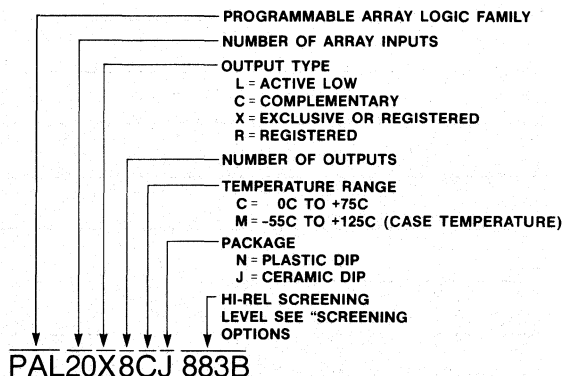 PROGRAMMABLE ARRAY LOGIC FAMILY
NUMBER OF ARRAY INPUTS
OUTPUT TYPE
L = ACTIVE LOW
C = COMPLEMENTARY
X = EXCLUSIVE OR REGISTERED
R = REGISTERED
NUMBER OF OUTPUTS
TEMPERATURE RANGE
C = 0C TO +75C
M = -55C TO +125C (CASE TEMPERATURE)
PACKAGE
N = PLASTIC DIP
J = CERAMIC DIP
HI-REL SCREENING
LEVEL SEE “SCREENING
OPTIONS
PAL20X8CJ 883B